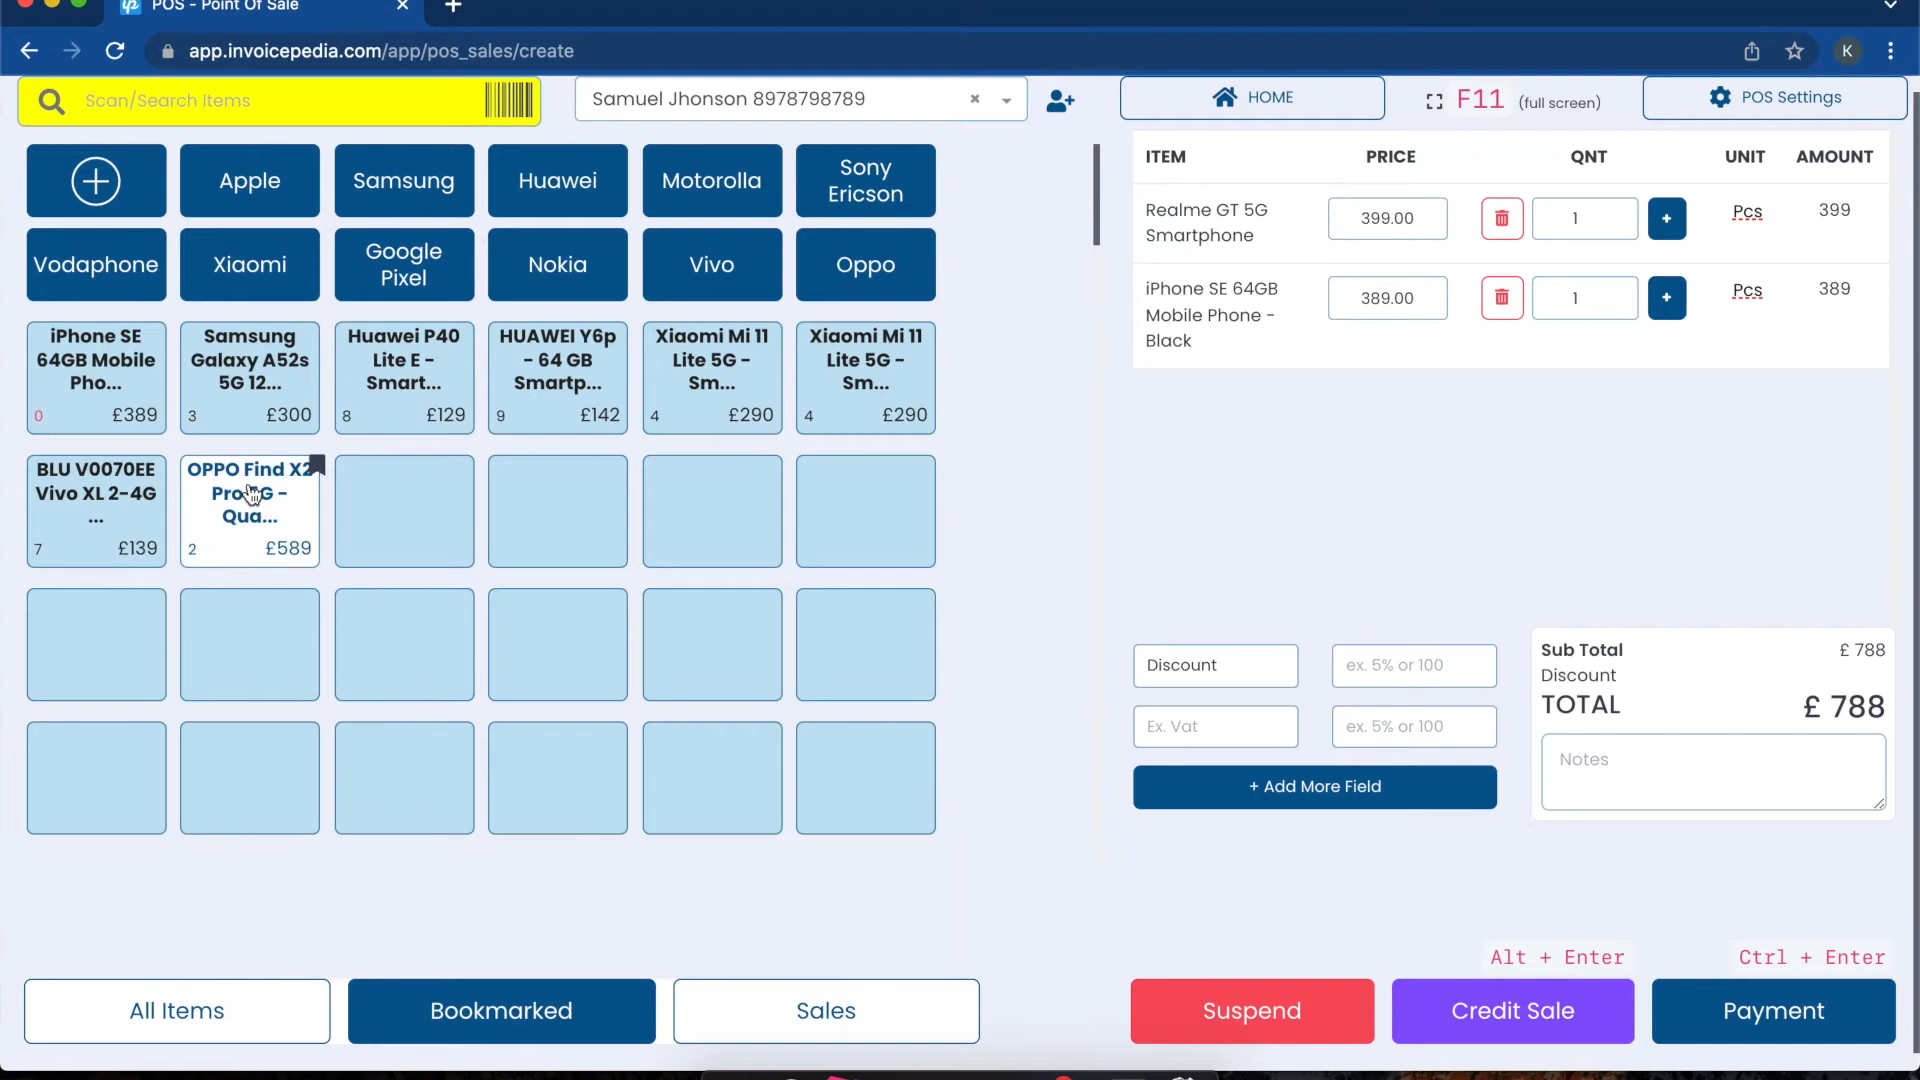 POS - Point Of Sale
app.invoicepedia.com/app/pos_sales/create
K
Scan/Search Items
Samuel Jhonson 8978798789
HOME
F11 (full screen)
POS Settings
Apple
Samsung
Huawei
Motorolla
Sony
Ericson
Vodaphone
Xiaomi
Google
Pixel
Nokia
Vivo
Oppo
iPhone SE
64GB Mobile
Pho...
0 £389
Samsung
Galaxy A52s
5G 12...
3 £300
Huawei P40
Lite E -
Smart...
8 £129
HUAWEI Y6p
- 64 GB
Smartp...
9 £142
Xiaomi Mi 11
Lite 5G -
Sm...
4 £290
Xiaomi Mi 11
Lite 5G -
Sm...
4 £290
BLU V0070EE
Vivo XL 2-4G
...
7 £139
OPPO Find X2
Pro 5G -
Qua...
2 £589
All Items
Bookmarked
Sales
ITEM PRICE QNT UNIT AMOUNT
Realme GT 5G
Smartphone
399.00 1 + Pcs 399
iPhone SE 64GB
Mobile Phone -
Black
389.00 1 + Pcs 389
Discount ex. 5% or 100
Ex. Vat ex. 5% or 100
+ Add More Field
Sub Total £ 788
Discount
TOTAL £ 788
Notes
Alt + Enter
Ctrl + Enter
Suspend
Credit Sale
Payment